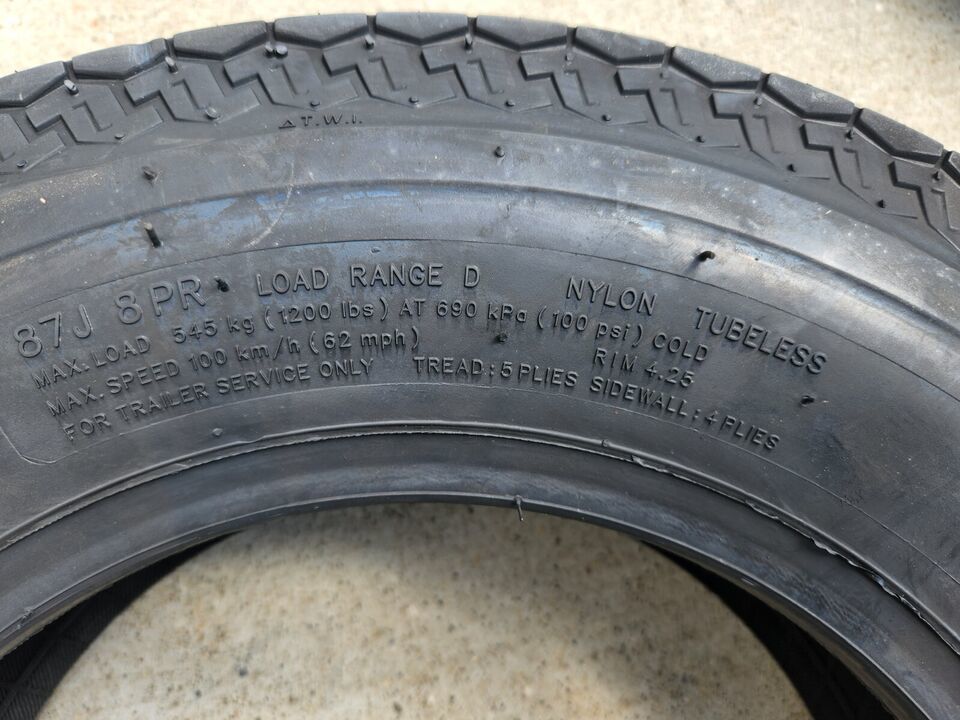 △ T.W.I.
87J 8PR LOAD RANGE D NYLON TUBELESS
MAX. LOAD 545 kg (1200 lbs) AT 690 kPa (100 psi) COLD
MAX. SPEED 100 km/h (62 mph) RIM 4.25
FOR TRAILER SERVICE ONLY TREAD: 5 PLIES SIDEWALL: 4 PLIES